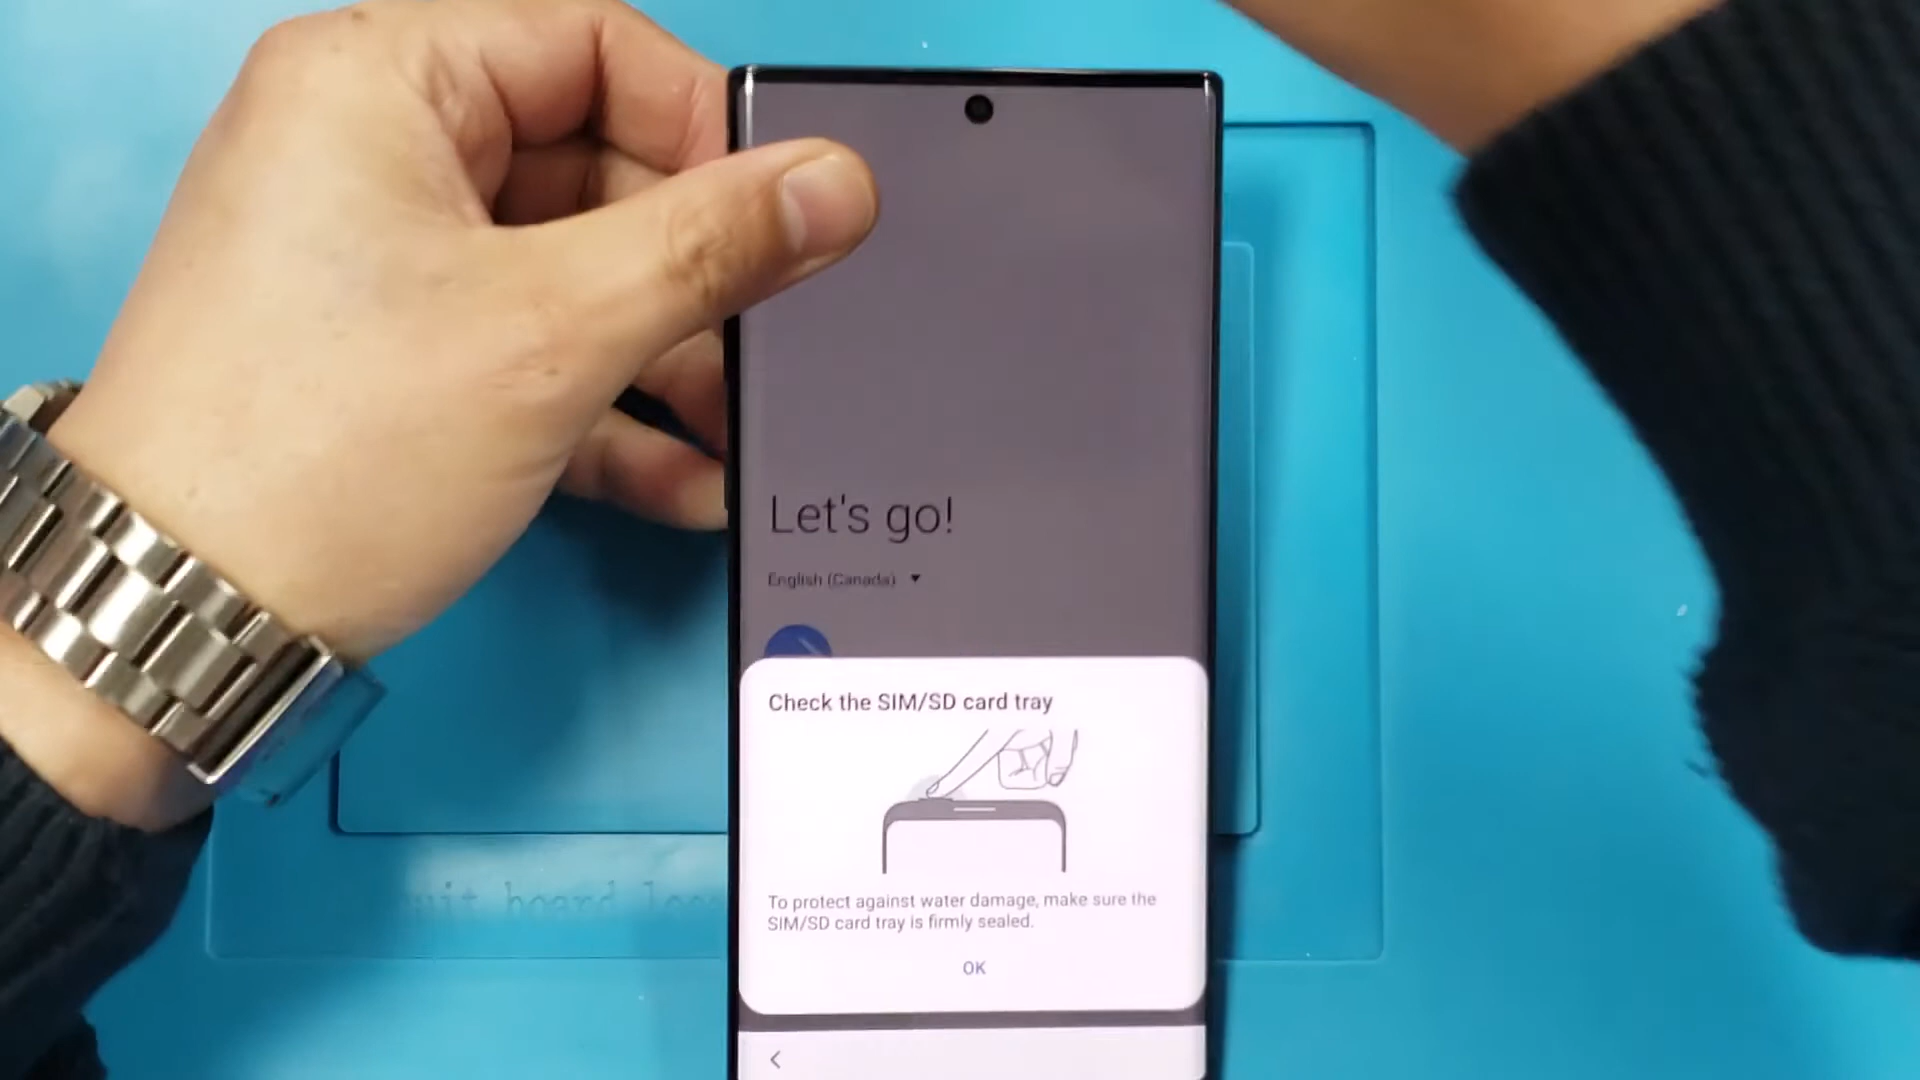 Let's go!
English (Canada)
Check the SIM/SD card tray
To protect against water damage, make sure the
SIM/SD card tray is firmly sealed.
OK
board